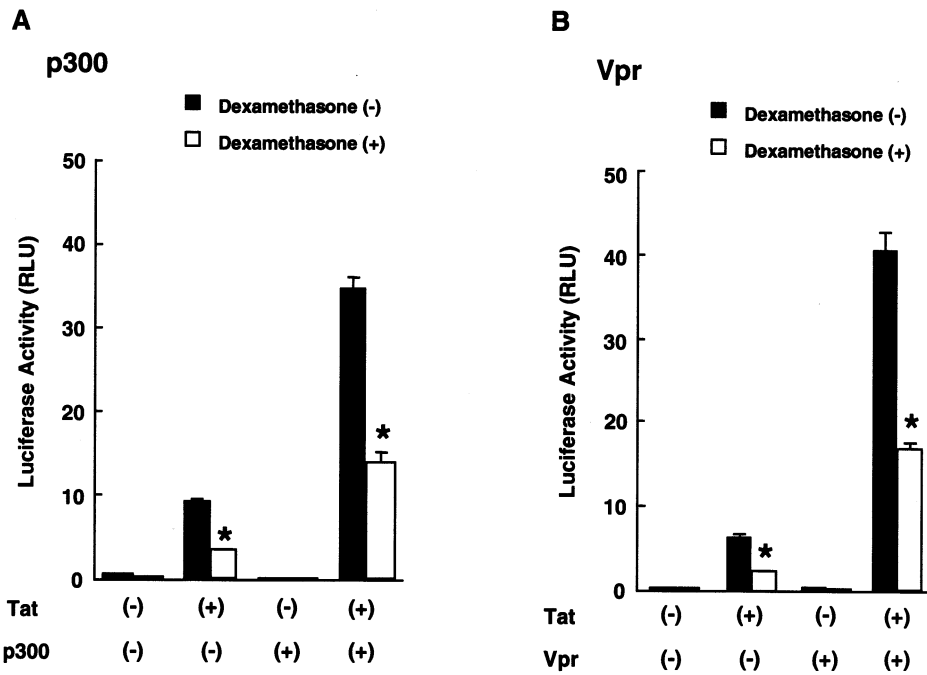 A
p300
Dexamethasone (-)
Dexamethasone (+)
Luciferase Activity (RLU)
50
40
30
20
10
0
*
*
Tat (-) (+) (-) (+)
p300 (-) (-) (+) (+)
B
Vpr
Dexamethasone (-)
Dexamethasone (+)
Luciferase Activity (RLU)
50
40
30
20
10
0
*
*
Tat (-) (+) (-) (+)
Vpr (-) (-) (+) (+)